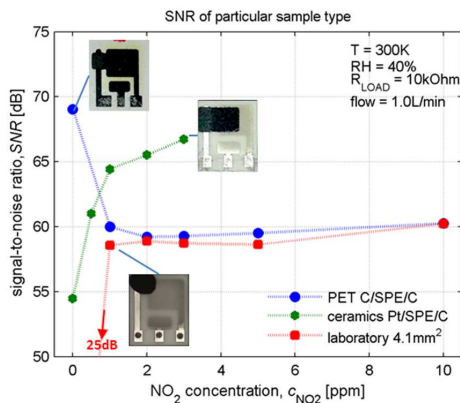 SNR of particular sample type
T = 300K
RH = 40%
R_LOAD = 10kOhm
flow = 1.0L/min
signal-to-noise ratio, SNR [dB]
75
70
65
60
55
50
25dB
PET C/SPE/C
ceramics Pt/SPE/C
laboratory 4.1mm²
0 2 4 6 8 10
NO₂ concentration, c_NO₂ [ppm]